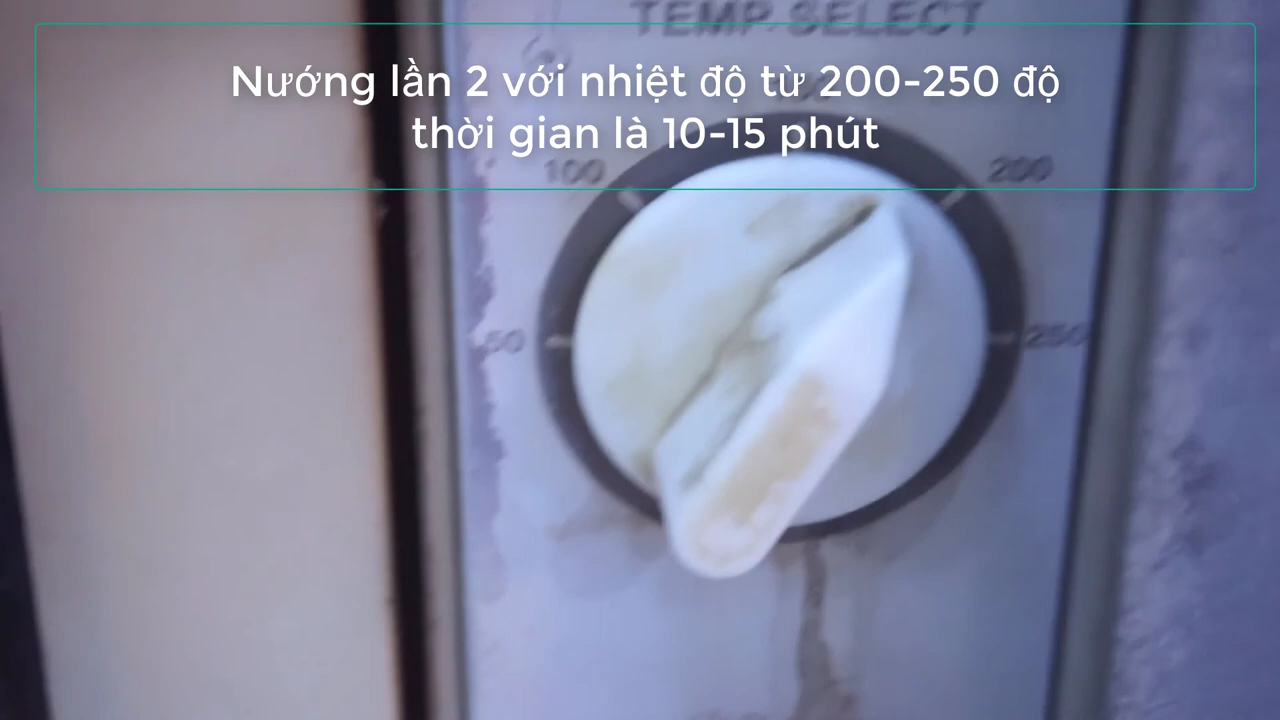 TEMP. SELECT
Nướng lần 2 với nhiệt độ từ 200-250 độ
thời gian là 10-15 phút
100
200
50
250